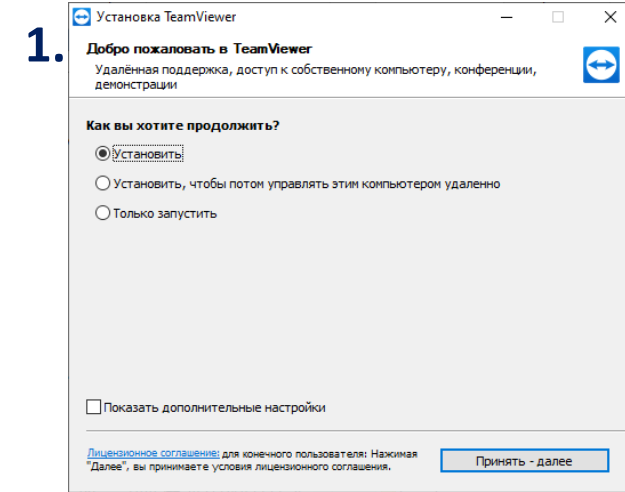 Установка TeamViewer
1.
Добро пожаловать в TeamViewer
Удалённая поддержка, доступ к собственному компьютеру, конференции,
демонстрации
Как вы хотите продолжить?
Установить
Установить, чтобы потом управлять этим компьютером удаленно
Только запустить
Показать дополнительные настройки
Лицензионное соглашение: для конечного пользователя: Нажимая
"Далее", вы принимаете условия лицензионного соглашения.
Принять - далее